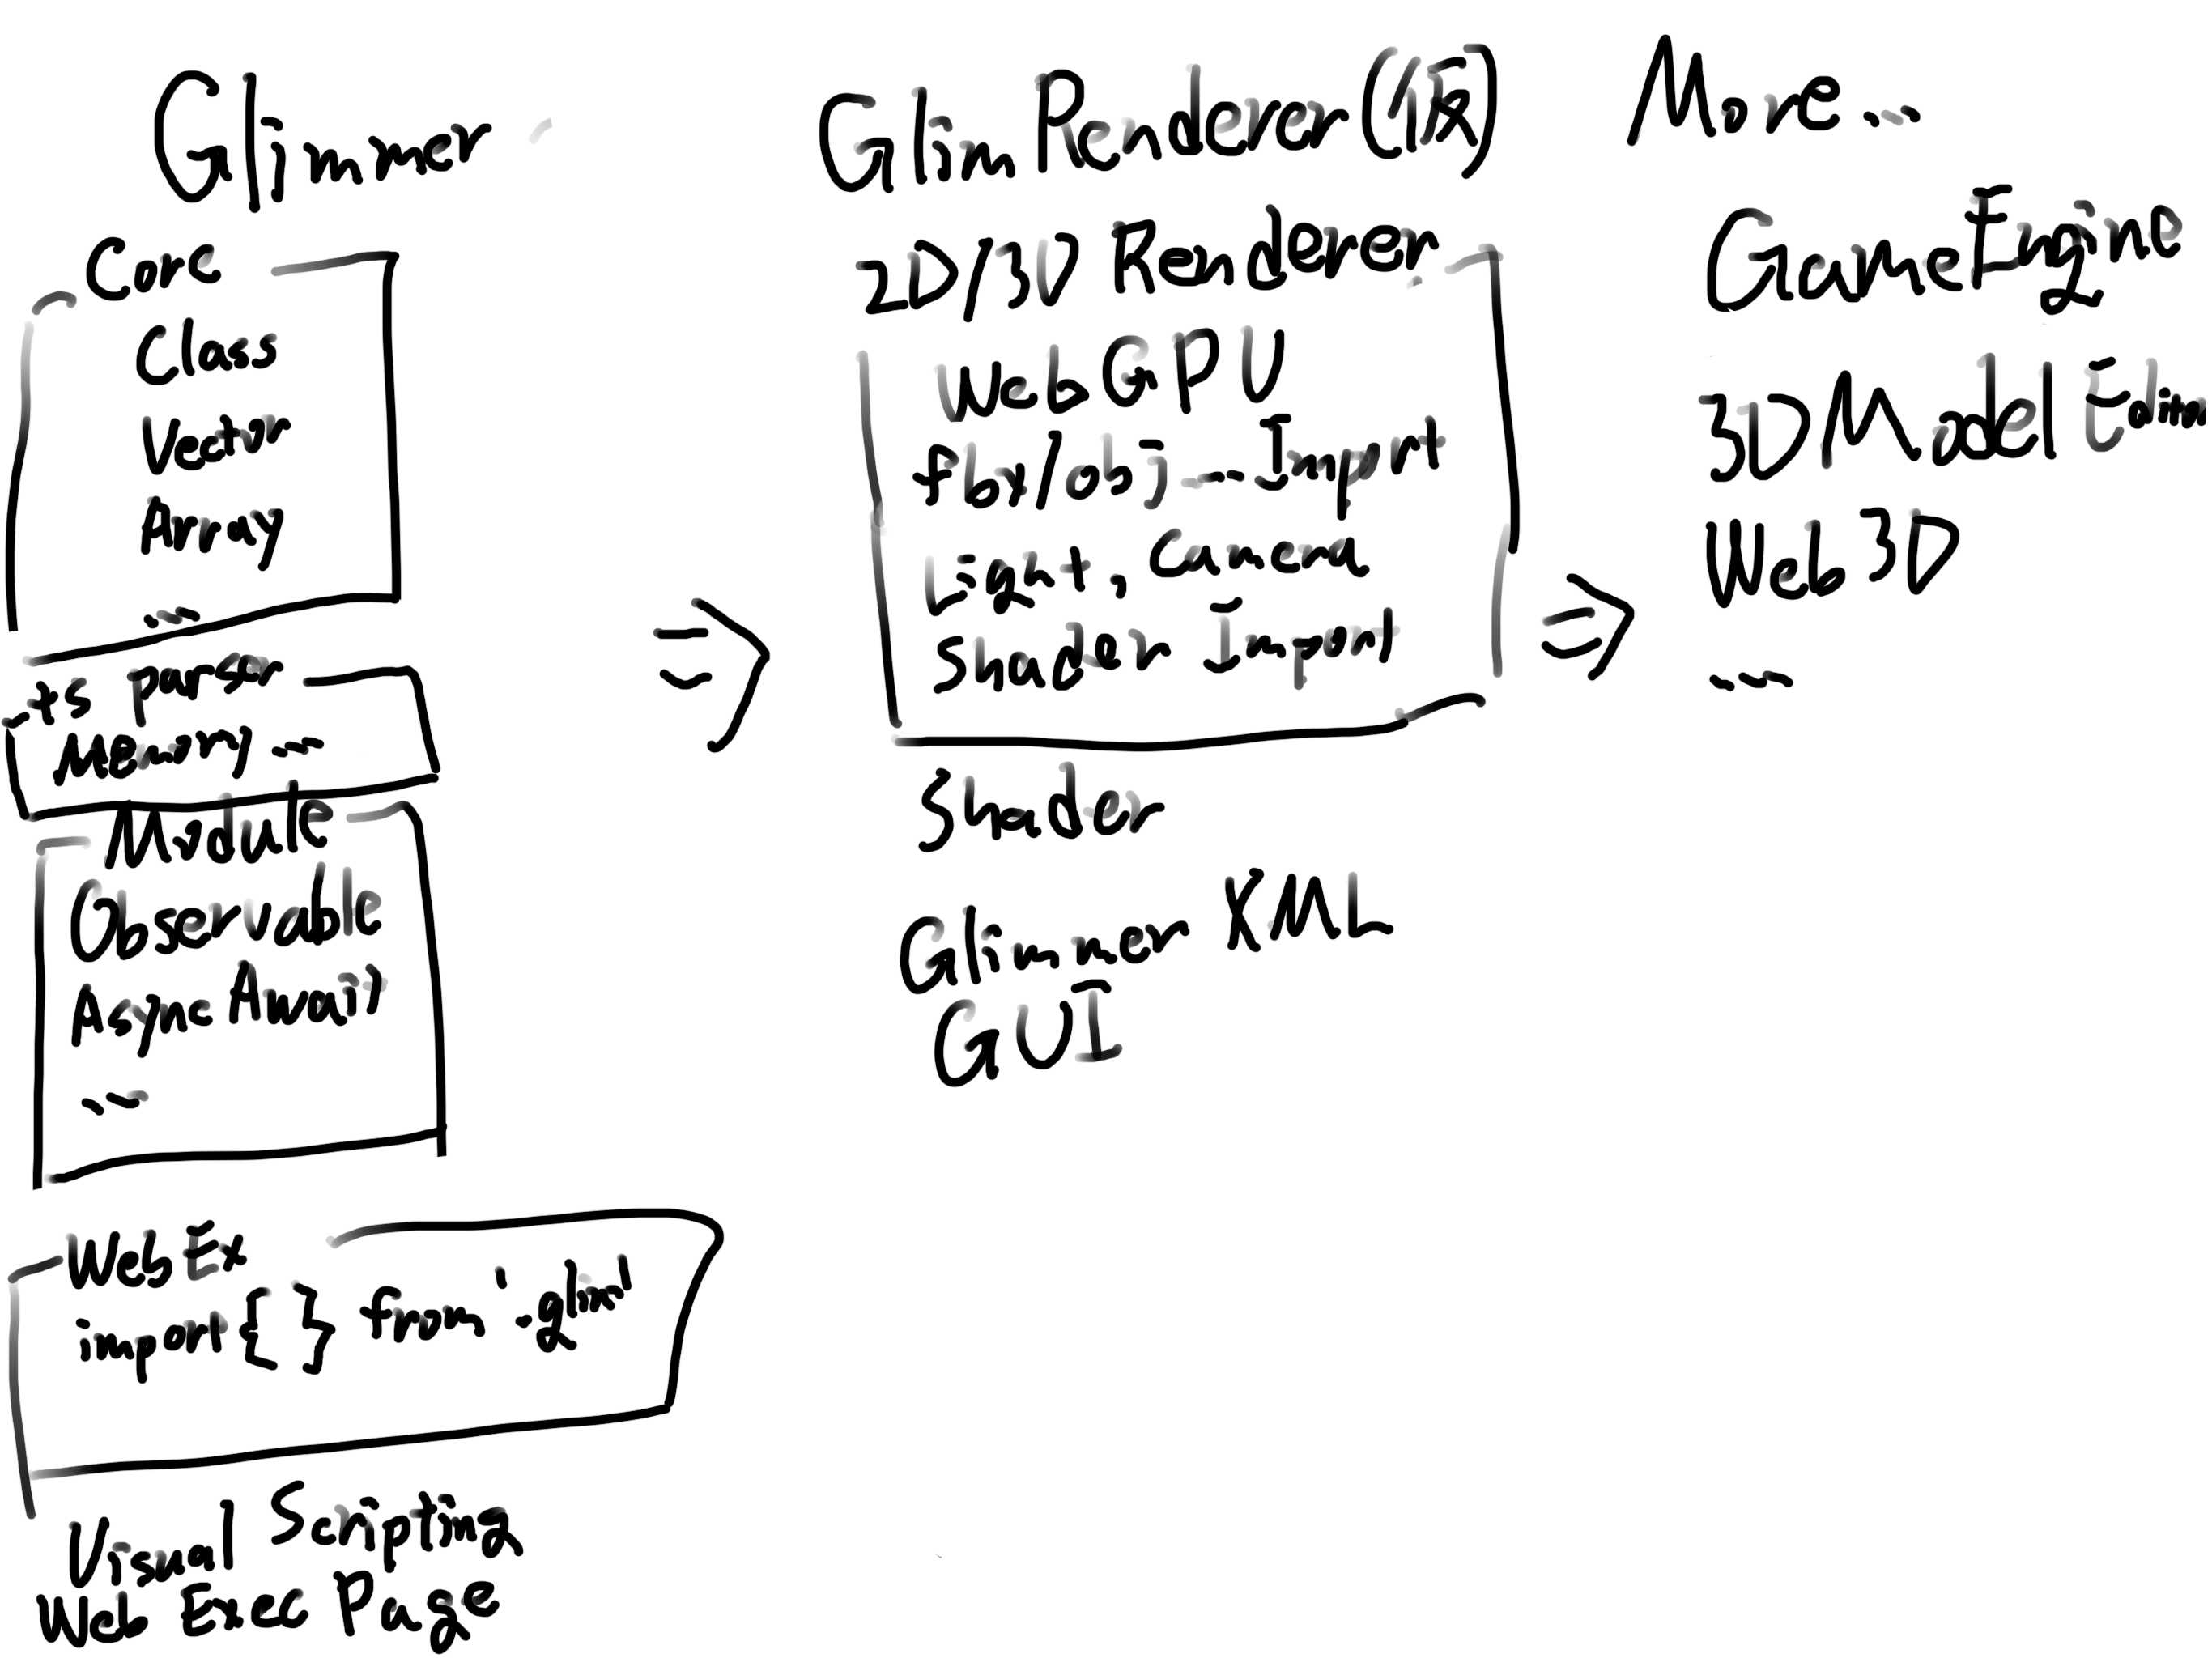 Glimmer
Core
Class
Vector
Array
...
ts parser
Memory ...
Module
Observable
Async Await
...
WebEx
import { } from '.glim'
Visual Scripting
Web Exec Page
GlimRenderer(仮)
2D/3D Renderer
WebGPU
fbx/obj ... Import
Light, Camera
Shader Import
Shader
Glimmer XML
GUI
More...
GameEngine
3D Model Editor
Web3D
...